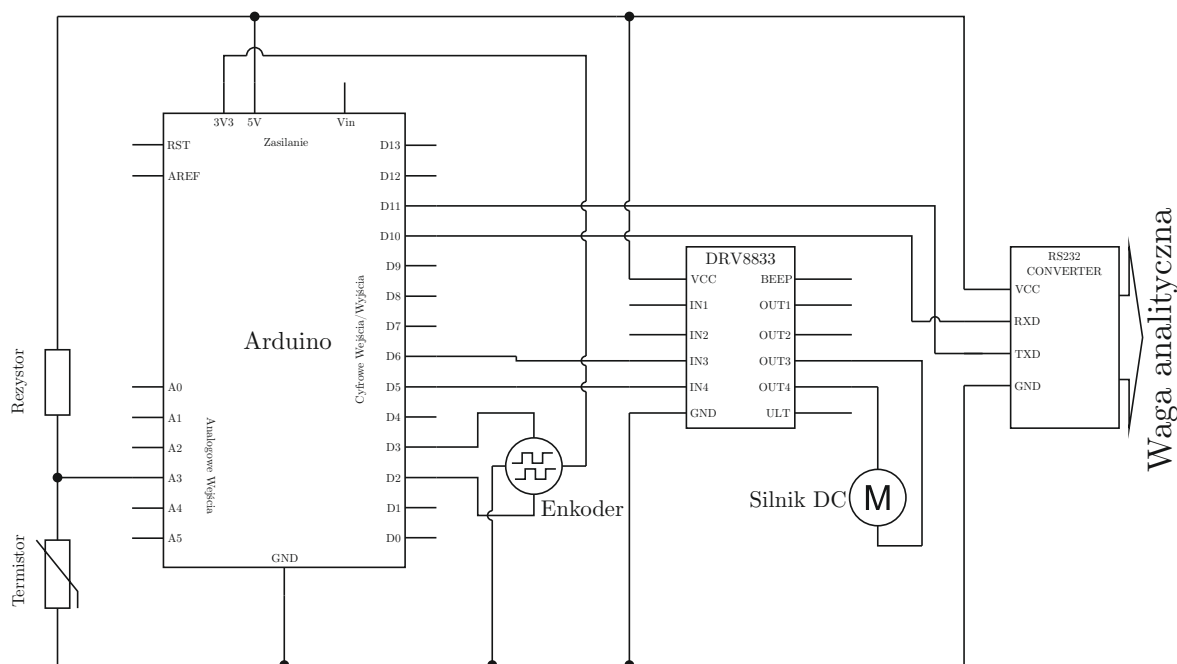 3V3
5V
Vin
Zasilanie
RST
AREF
A0
A1
A2
A3
A4
A5
Analogowe Wejścia
Arduino
Cyfrowe Wejścia/Wyjścia
D13
D12
D11
D10
D9
D8
D7
D6
D5
D4
D3
D2
D1
D0
GND
Rezystor
Termistor
Enkoder
DRV8833
VCC
IN1
IN2
IN3
IN4
GND
BEEP
OUT1
OUT2
OUT3
OUT4
ULT
Silnik DC
M
RS232
CONVERTER
VCC
RXD
TXD
GND
Waga analityczna